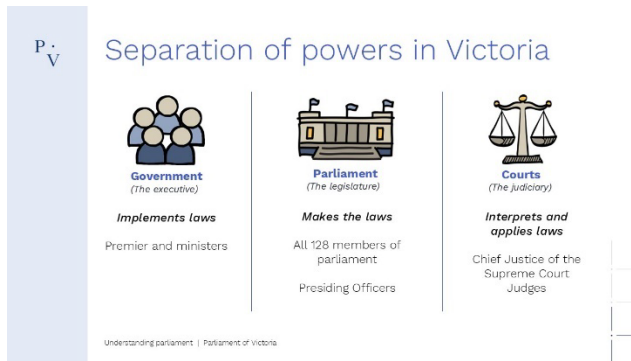 P.
V
Separation of powers in Victoria
Government
(The executive)
Implements laws
Premier and ministers
Parliament
(The legislature)
Makes the laws
All 128 members of
parliament
Presiding Officers
Courts
(The judiciary)
Interprets and
applies laws
Chief Justice of the
Supreme Court
Judges
Understanding parliament | Parliament of Victoria